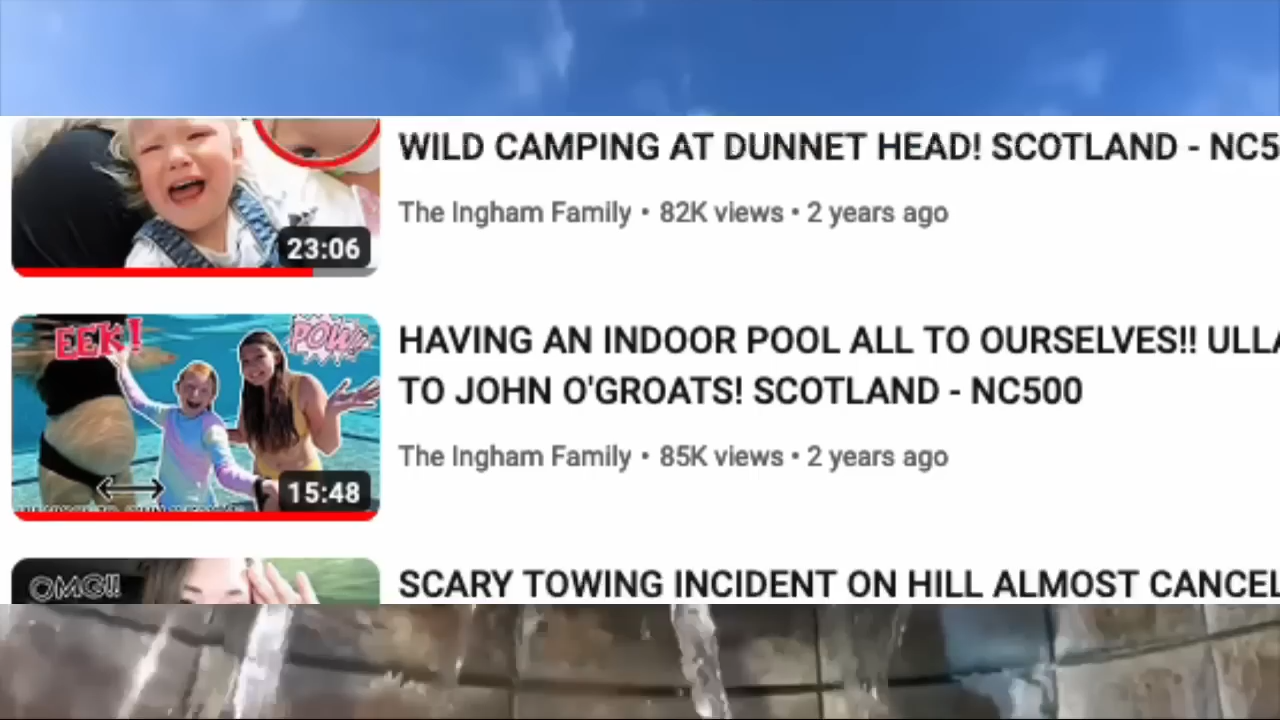 WILD CAMPING AT DUNNET HEAD! SCOTLAND - NC5
The Ingham Family • 82K views • 2 years ago
23:06
EEK!
POW!
HAVING AN INDOOR POOL ALL TO OURSELVES!! ULLA
TO JOHN O'GROATS! SCOTLAND - NC500
The Ingham Family • 85K views • 2 years ago
15:48
OMG!!
SCARY TOWING INCIDENT ON HILL ALMOST CANCEL